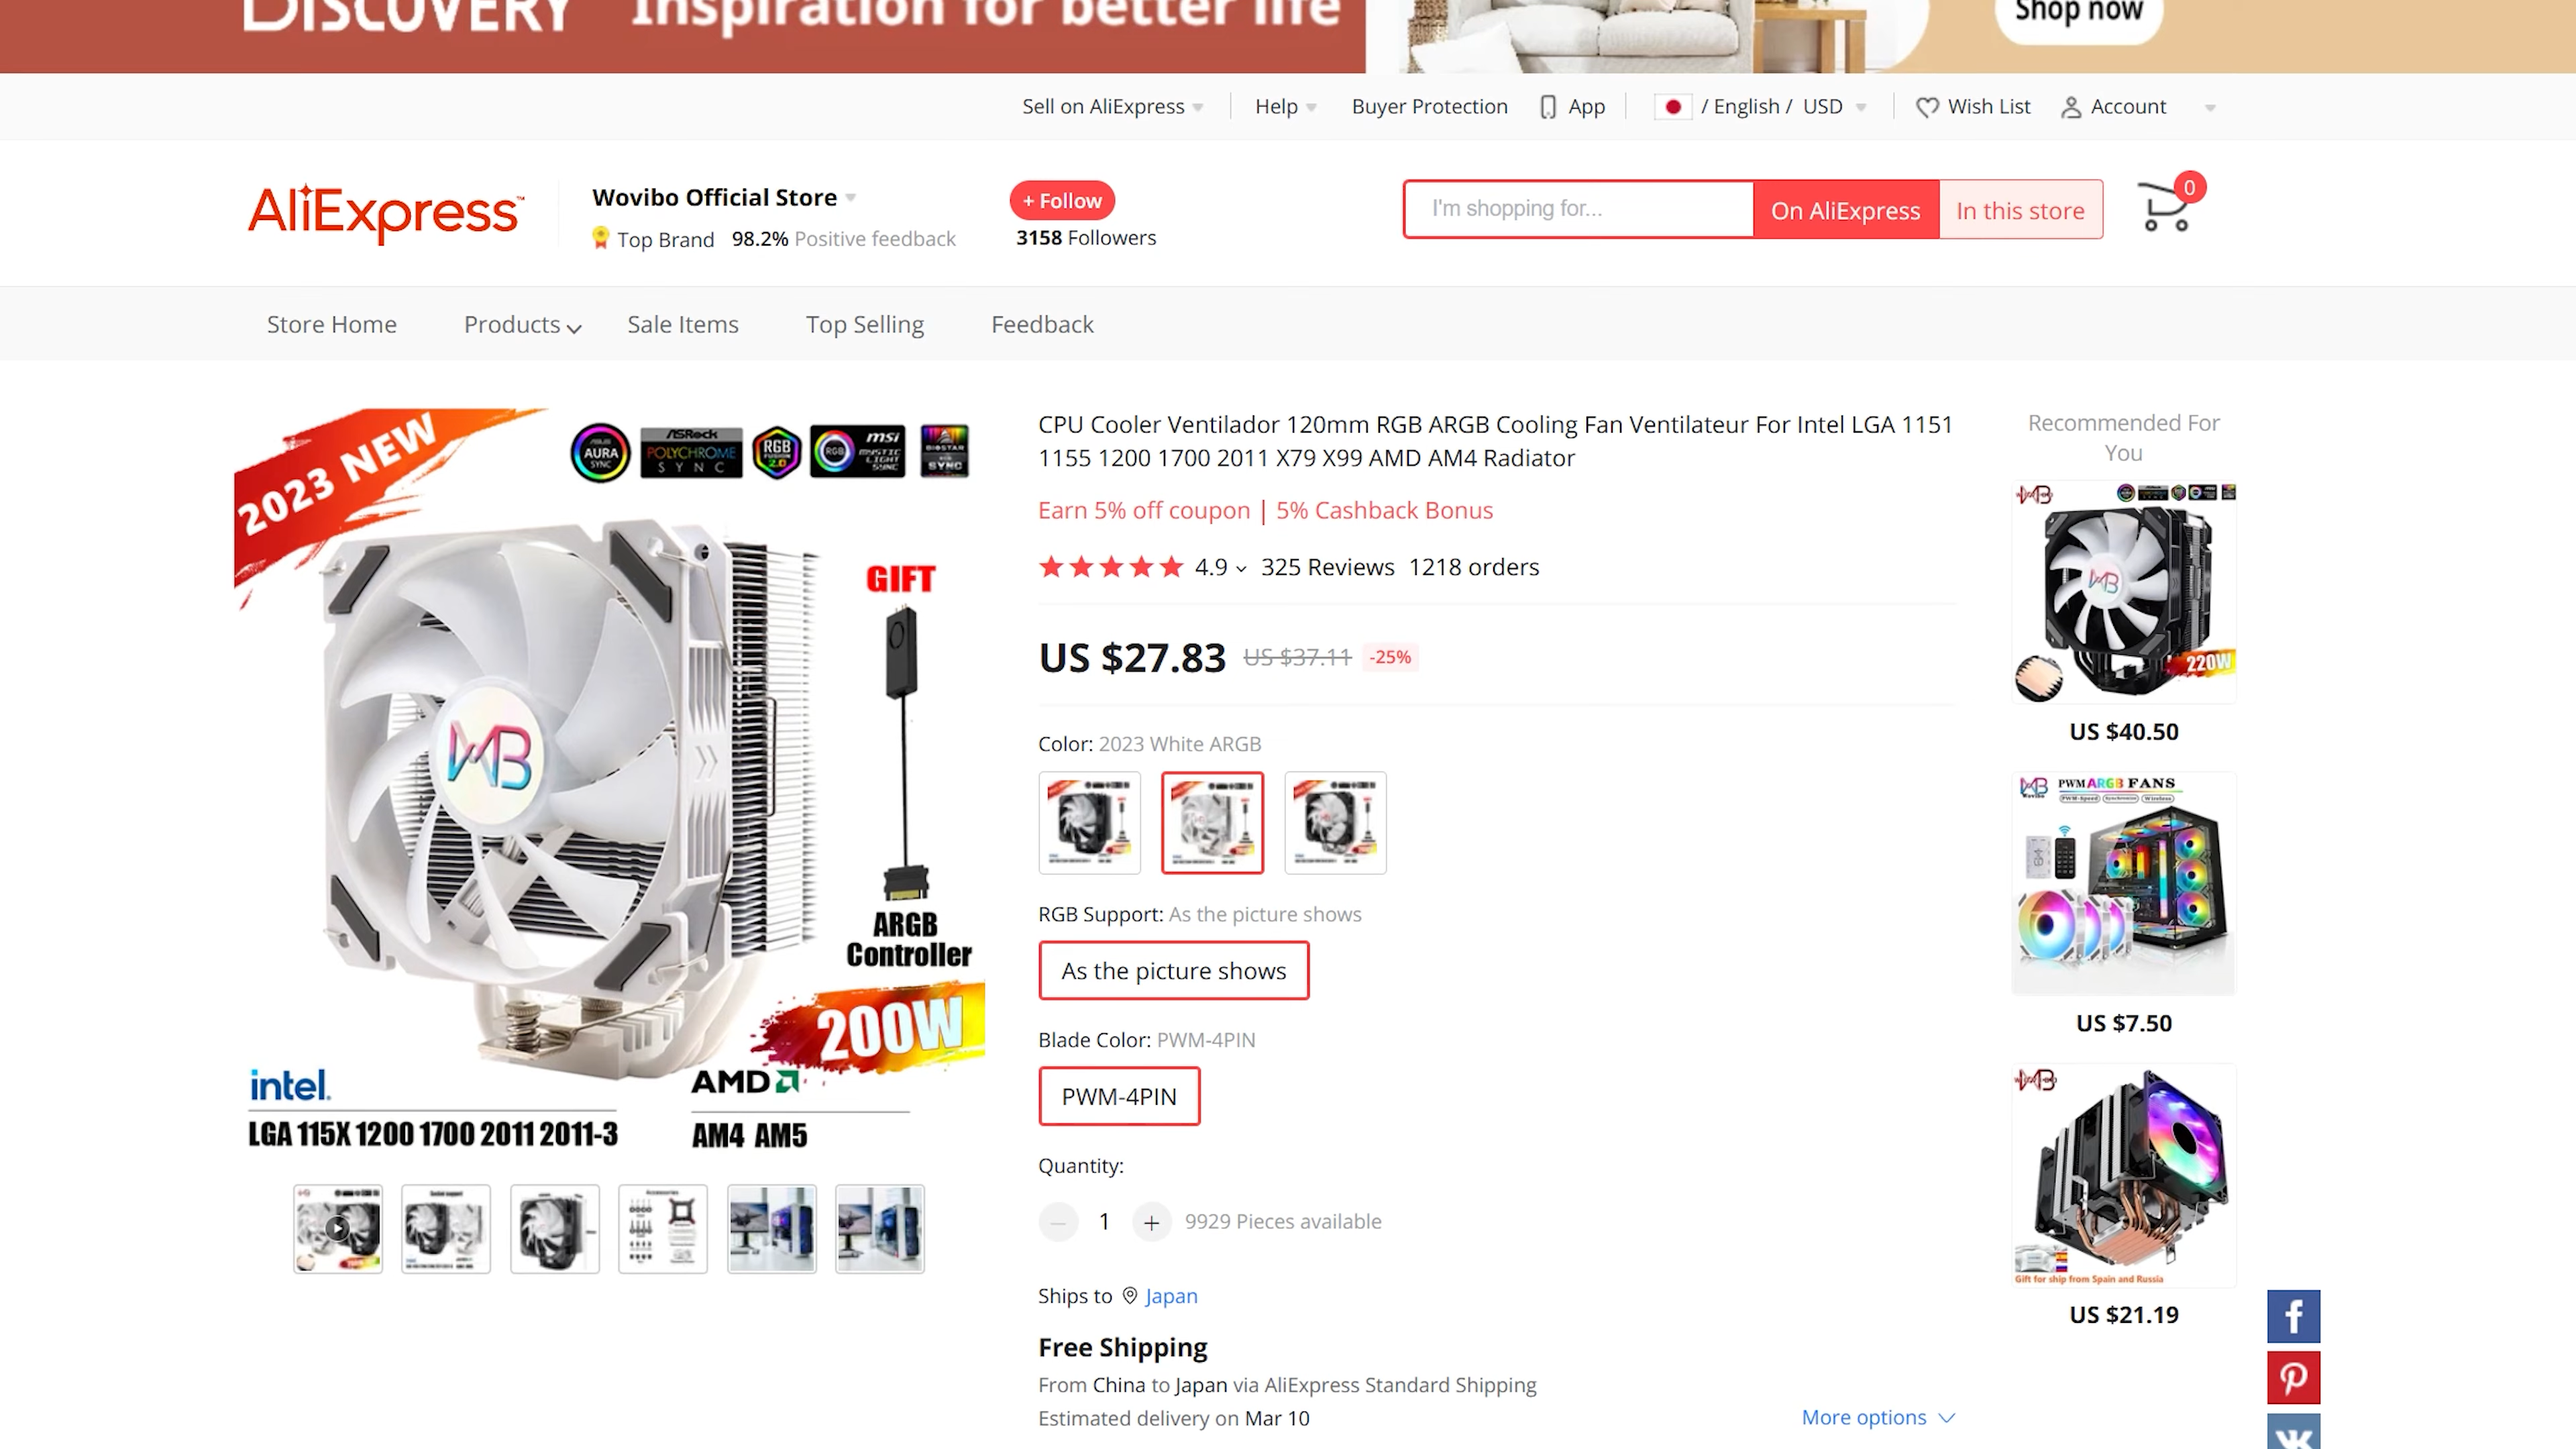 DISCOVERY Inspiration for better life
Shop now
Sell on AliExpress
Help
Buyer Protection
App
/ English / USD
Wish List
Account
AliExpress™
Wovibo Official Store
Top Brand 98.2% Positive feedback
+ Follow
3158 Followers
I'm shopping for...
On AliExpress
In this store
0
Store Home
Products
Sale Items
Top Selling
Feedback
2023 NEW
ASUS
AURA
SYNC
ASRock
POLYCHROME
SYNC
RGB
FUSION
2.0
RGB
msi
MYSTIC
LIGHT
SYNC
BIOSTAR
SYNC
GIFT
ARGB
Controller
200W
intel.
LGA 115X 1200 1700 2011 2011-3
AMD
AM4 AM5
CPU Cooler Ventilador 120mm RGB ARGB Cooling Fan Ventilateur For Intel LGA 1151
1155 1200 1700 2011 X79 X99 AMD AM4 Radiator
Earn 5% off coupon | 5% Cashback Bonus
4.9 325 Reviews 1218 orders
US $27.83 US $37.11 -25%
Color: 2023 White ARGB
RGB Support: As the picture shows
As the picture shows
Blade Color: PWM-4PIN
PWM-4PIN
Quantity:
1
9929 Pieces available
Ships to Japan
Free Shipping
From China to Japan via AliExpress Standard Shipping
Estimated delivery on Mar 10
More options
Recommended For
You
220W
US $40.50
PWM ARGB FANS
US $7.50
Gift for ship from Spain and Russia
US $21.19